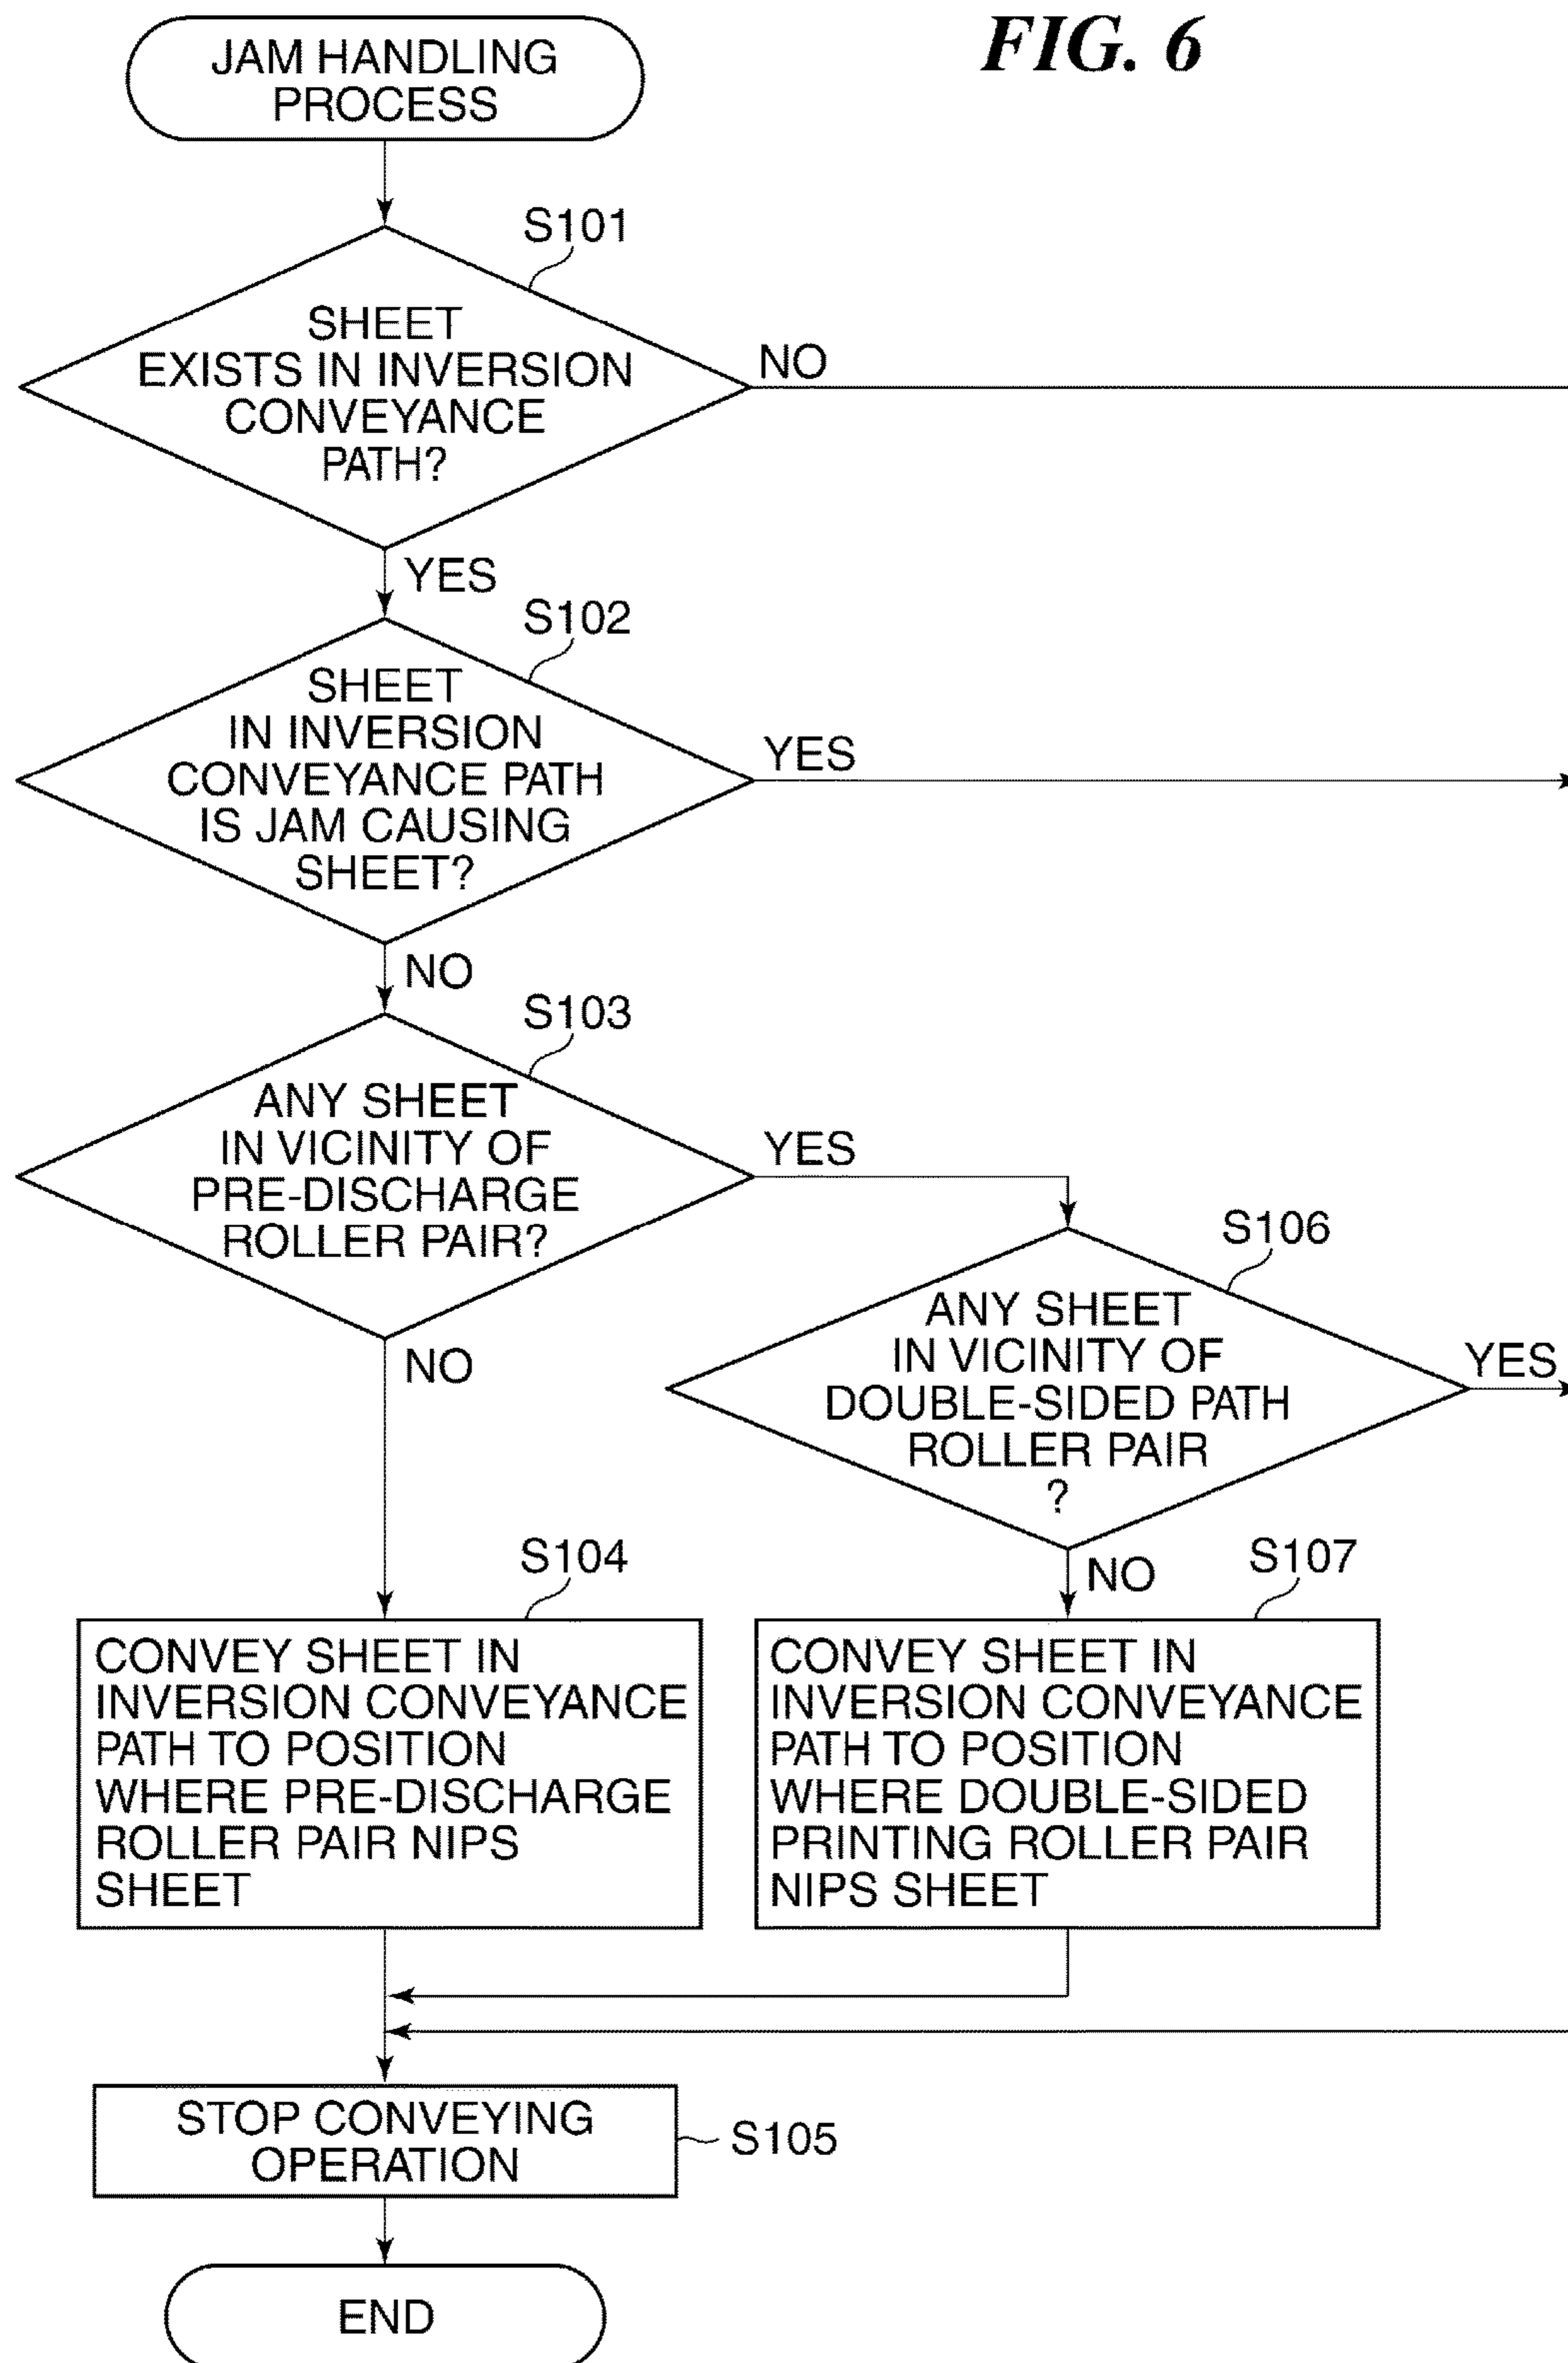 FIG. 6
JAM HANDLING
PROCESS
S101
SHEET
EXISTS IN INVERSION
CONVEYANCE
PATH?
NO
YES
S102
SHEET
IN INVERSION
CONVEYANCE PATH
IS JAM CAUSING
SHEET?
YES
NO
S103
ANY SHEET
IN VICINITY OF
PRE-DISCHARGE
ROLLER PAIR?
YES
NO
S106
ANY SHEET
IN VICINITY OF
DOUBLE-SIDED PATH
ROLLER PAIR
?
YES
NO
S104
CONVEY SHEET IN
INVERSION CONVEYANCE
PATH TO POSITION
WHERE PRE-DISCHARGE
ROLLER PAIR NIPS
SHEET
S107
CONVEY SHEET IN
INVERSION CONVEYANCE
PATH TO POSITION
WHERE DOUBLE-SIDED
PRINTING ROLLER PAIR
NIPS SHEET
STOP CONVEYING
OPERATION
S105
END